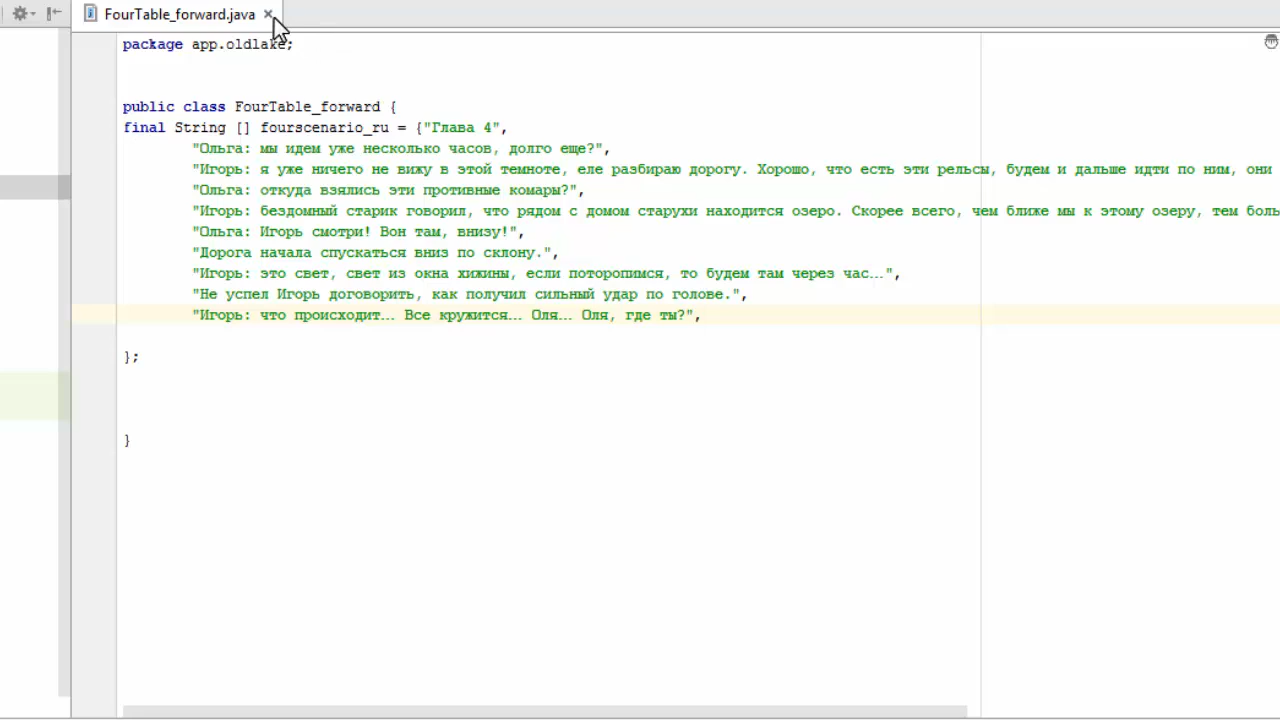 FourTable_forward.java
package app.oldlake;
public class FourTable_forward {
final String [] fourscenario_ru = {"Глава 4",
"Ольга: мы идем уже несколько часов, долго еще?",
"Игорь: я уже ничего не вижу в этой темноте, еле разбираю дорогу. Хорошо, что есть эти рельсы, будем и дальше идти по ним, они
"Ольга: откуда взялись эти противные комары?",
"Игорь: бездомный старик говорил, что рядом с домом старухи находится озеро. Скорее всего, чем ближе мы к этому озеру, тем боль
"Ольга: Игорь смотри! Вон там, внизу!",
"Дорога начала спускаться вниз по склону.",
"Игорь: это свет, свет из окна хижины, если поторопимся, то будем там через час...",
"Не успел Игорь договорить, как получил сильный удар по голове.",
"Игорь: что происходит... Все кружится... Оля... Оля, где ты?",
};
}